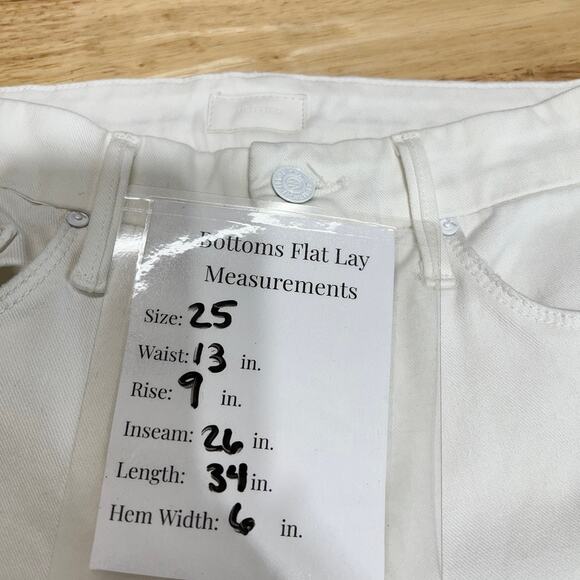 Bottoms Flat Lay
Measurements
Size: 25
Waist: 13 in.
Rise: 9 in.
Inseam: 26 in.
Length: 34 in.
Hem Width: 6 in.